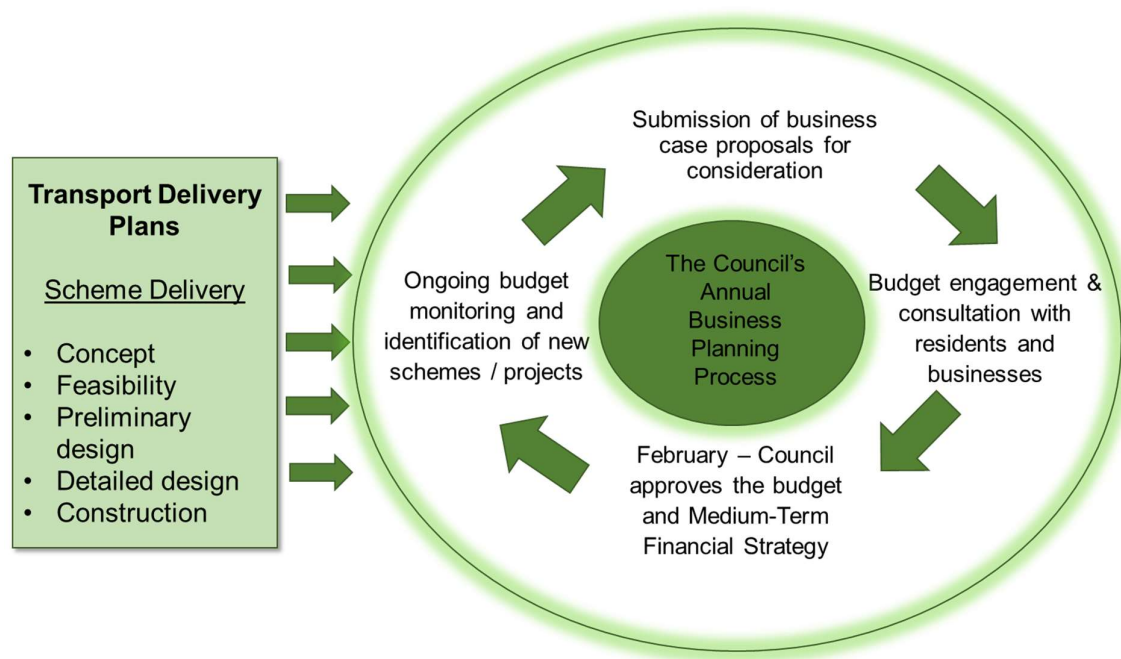 Transport Delivery
Plans
Scheme Delivery
• Concept
• Feasibility
• Preliminary
design
• Detailed design
• Construction
Submission of business
case proposals for
consideration
Budget engagement &
consultation with
residents and
businesses
February – Council
approves the budget
and Medium-Term
Financial Strategy
Ongoing budget
monitoring and
identification of new
schemes / projects
The Council’s
Annual
Business
Planning
Process